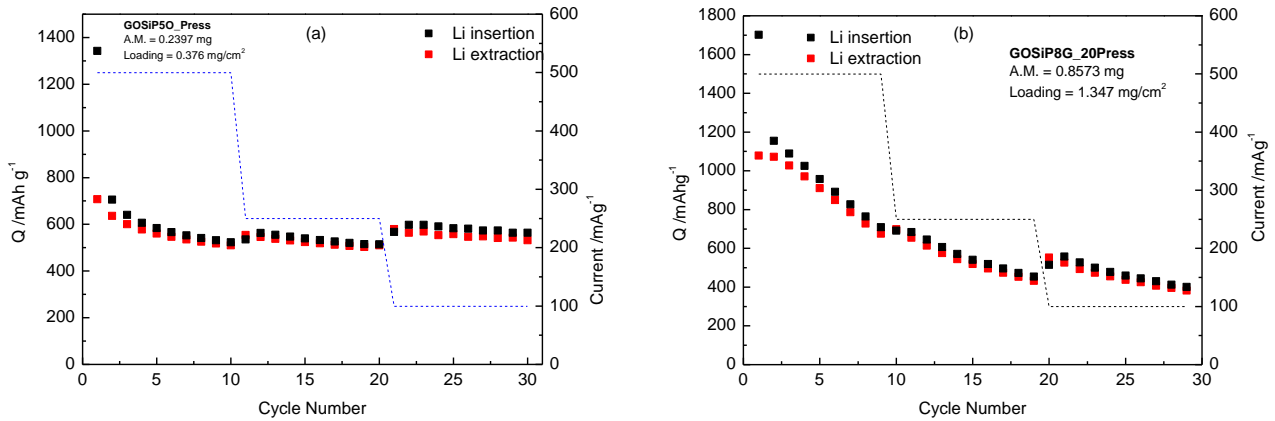 GOSiP5O_Press
A.M. = 0.2397 mg
Loading = 0.376 mg/cm²
(a)
Li insertion
Li extraction
1400
1200
1000
800
600
400
200
0
Q /mAh g⁻¹
0 5 10 15 20 25 30
Cycle Number
600
500
400
300
200
100
0
Current /mAg⁻¹
Li insertion
Li extraction
(b)
GOSiP8G_20Press
A.M. = 0.8573 mg
Loading = 1.347 mg/cm²
1800
1600
1400
1200
1000
800
600
400
200
0
Q /mAhg⁻¹
0 5 10 15 20 25 30
Cycle Number
600
500
400
300
200
100
0
Current /mAg⁻¹